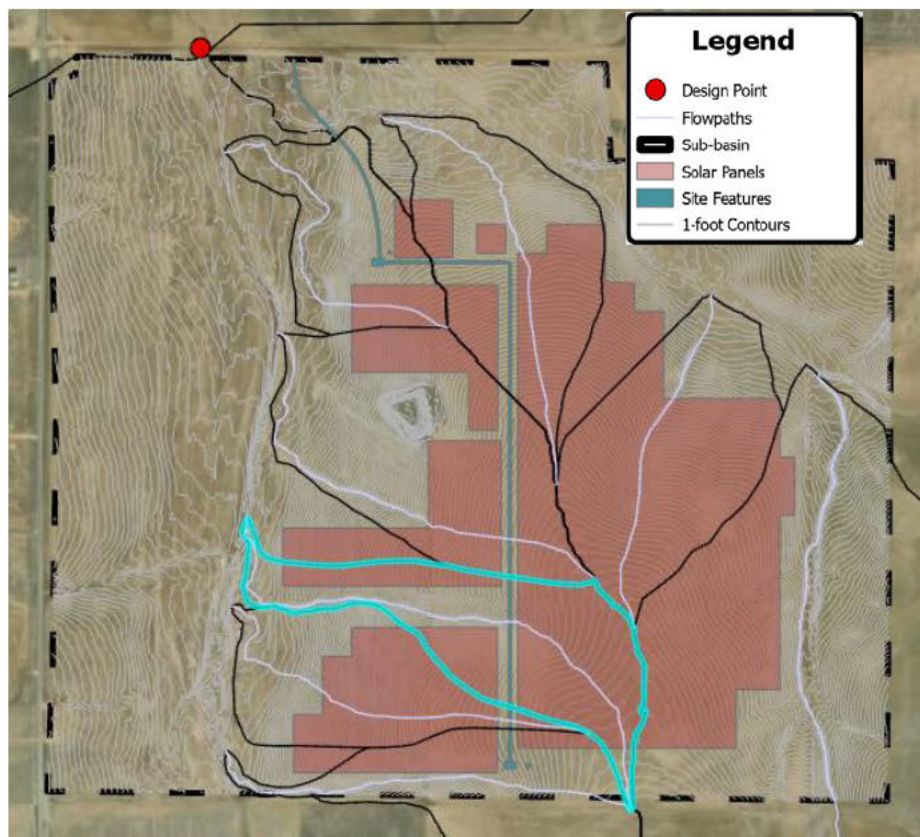 Legend
Design Point
Flowpaths
Sub-basin
Solar Panels
Site Features
1-foot Contours